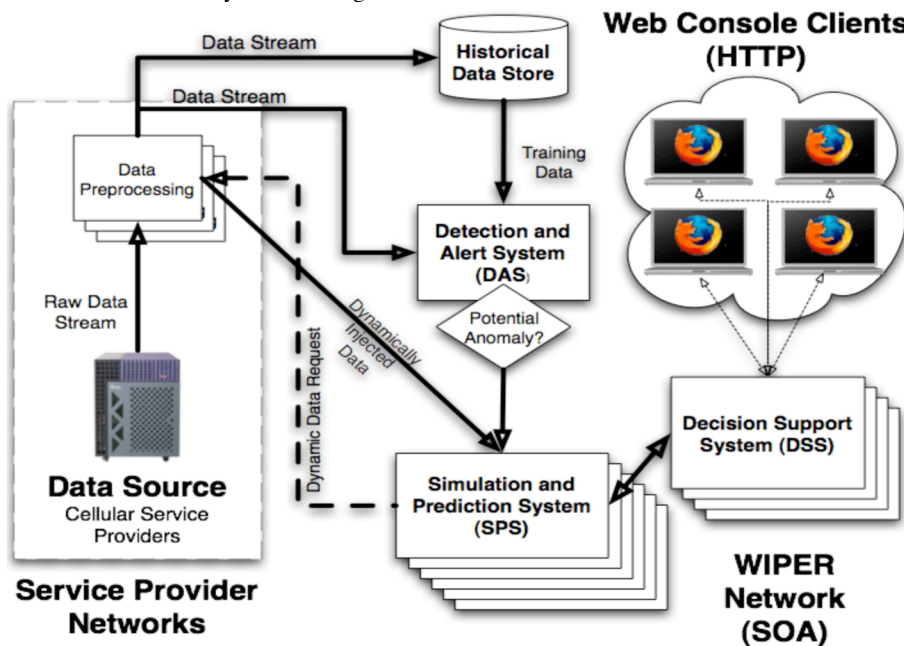 Data Stream
Historical
Data Store
Web Console Clients
(HTTP)
Data Stream
Data
Preprocessing
Training
Data
Detection and
Alert System
(DAS)
Raw Data
Stream
Dynamically
Injected
Data
Potential
Anomaly?
Dynamic Data Request
Decision Support
System (DSS)
Data Source
Cellular Service
Providers
Simulation and
Prediction System
(SPS)
Service Provider
Networks
WIPER
Network
(SOA)